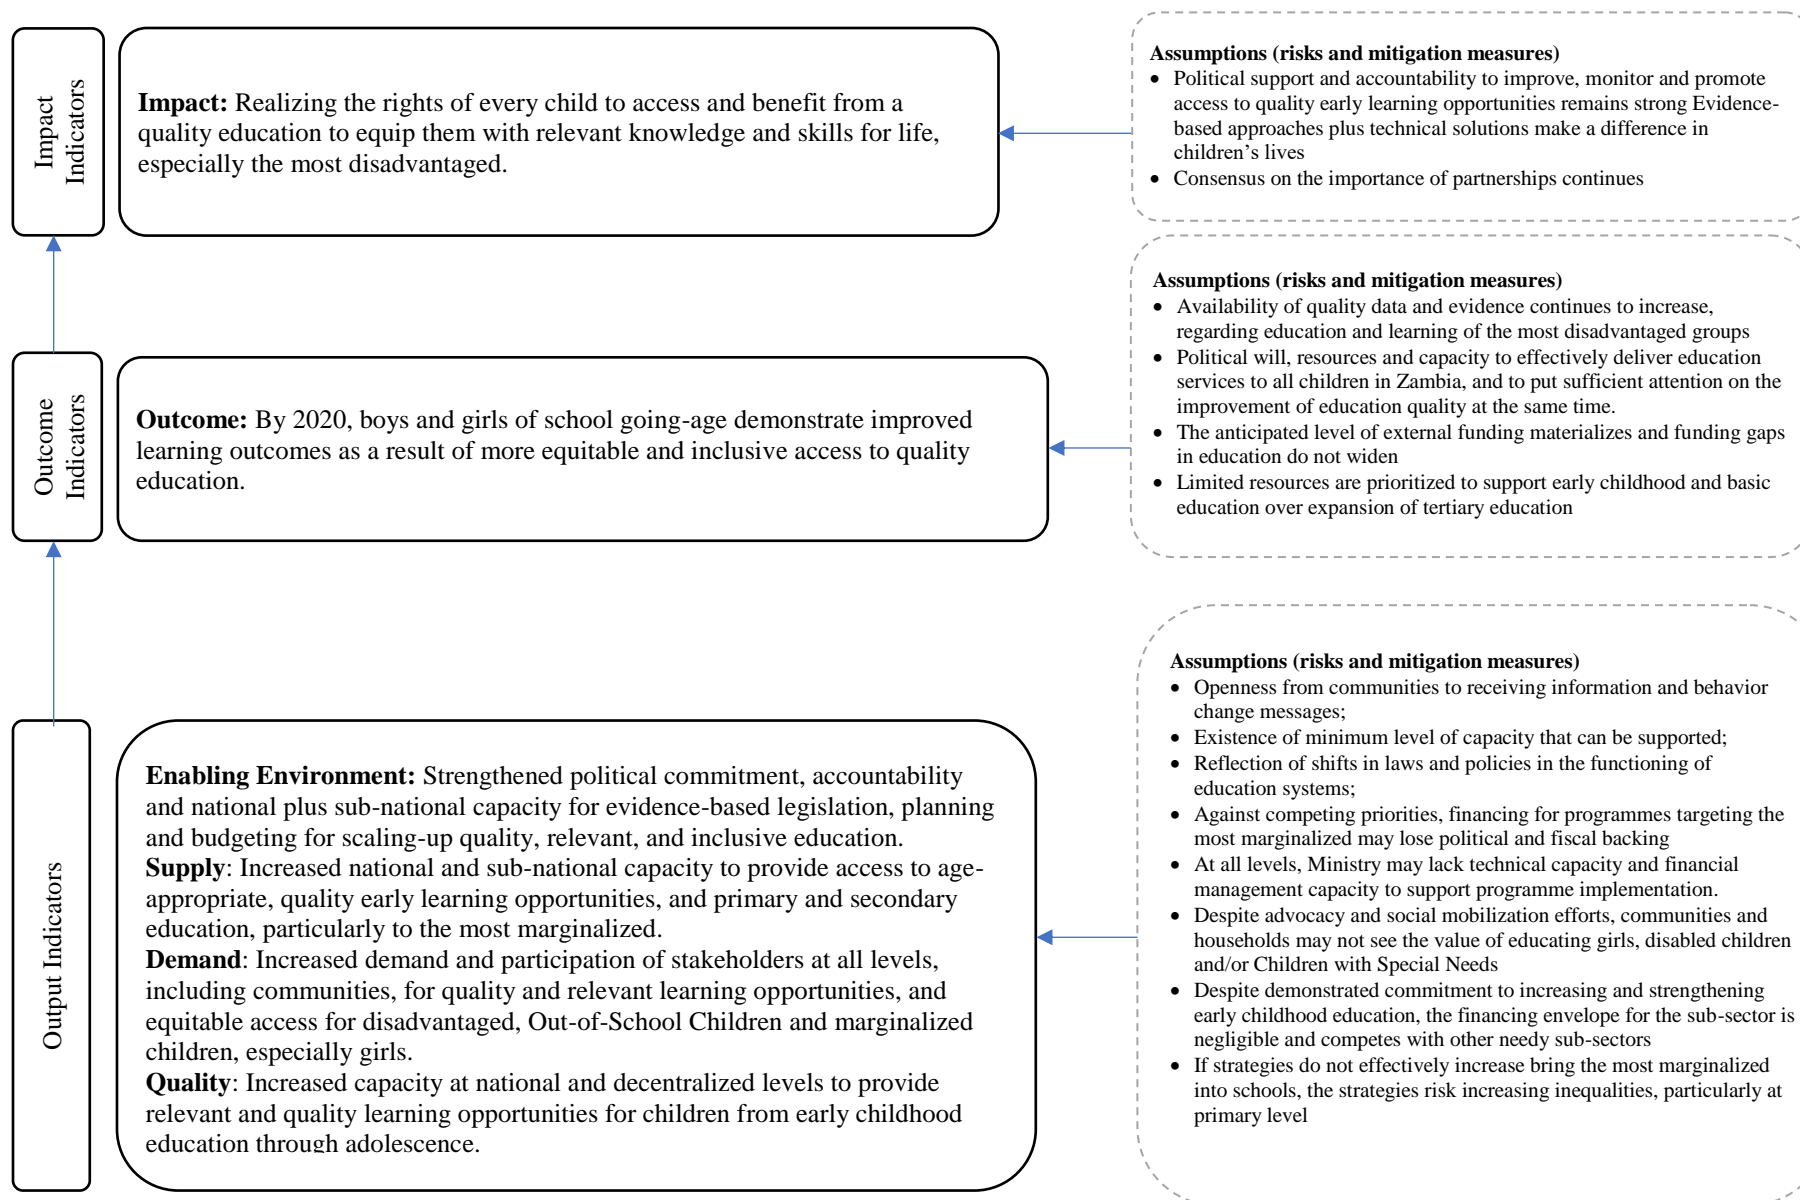 Impact
Indicators
Impact: Realizing the rights of every child to access and benefit from a
quality education to equip them with relevant knowledge and skills for life,
especially the most disadvantaged.
Assumptions (risks and mitigation measures)
• Political support and accountability to improve, monitor and promote
access to quality early learning opportunities remains strong Evidence-
based approaches plus technical solutions make a difference in
children’s lives
• Consensus on the importance of partnerships continues
Outcome
Indicators
Outcome: By 2020, boys and girls of school going-age demonstrate improved
learning outcomes as a result of more equitable and inclusive access to quality
education.
Assumptions (risks and mitigation measures)
• Availability of quality data and evidence continues to increase,
regarding education and learning of the most disadvantaged groups
• Political will, resources and capacity to effectively deliver education
services to all children in Zambia, and to put sufficient attention on the
improvement of education quality at the same time.
• The anticipated level of external funding materializes and funding gaps
in education do not widen
• Limited resources are prioritized to support early childhood and basic
education over expansion of tertiary education
Output Indicators
Enabling Environment: Strengthened political commitment, accountability
and national plus sub-national capacity for evidence-based legislation, planning
and budgeting for scaling-up quality, relevant, and inclusive education.
Supply: Increased national and sub-national capacity to provide access to age-
appropriate, quality early learning opportunities, and primary and secondary
education, particularly to the most marginalized.
Demand: Increased demand and participation of stakeholders at all levels,
including communities, for quality and relevant learning opportunities, and
equitable access for disadvantaged, Out-of-School Children and marginalized
children, especially girls.
Quality: Increased capacity at national and decentralized levels to provide
relevant and quality learning opportunities for children from early childhood
education through adolescence.
Assumptions (risks and mitigation measures)
• Openness from communities to receiving information and behavior
change messages;
• Existence of minimum level of capacity that can be supported;
• Reflection of shifts in laws and policies in the functioning of
education systems;
• Against competing priorities, financing for programmes targeting the
most marginalized may lose political and fiscal backing
• At all levels, Ministry may lack technical capacity and financial
management capacity to support programme implementation.
• Despite advocacy and social mobilization efforts, communities and
households may not see the value of educating girls, disabled children
and/or Children with Special Needs
• Despite demonstrated commitment to increasing and strengthening
early childhood education, the financing envelope for the sub-sector is
negligible and competes with other needy sub-sectors
• If strategies do not effectively increase bring the most marginalized
into schools, the strategies risk increasing inequalities, particularly at
primary level